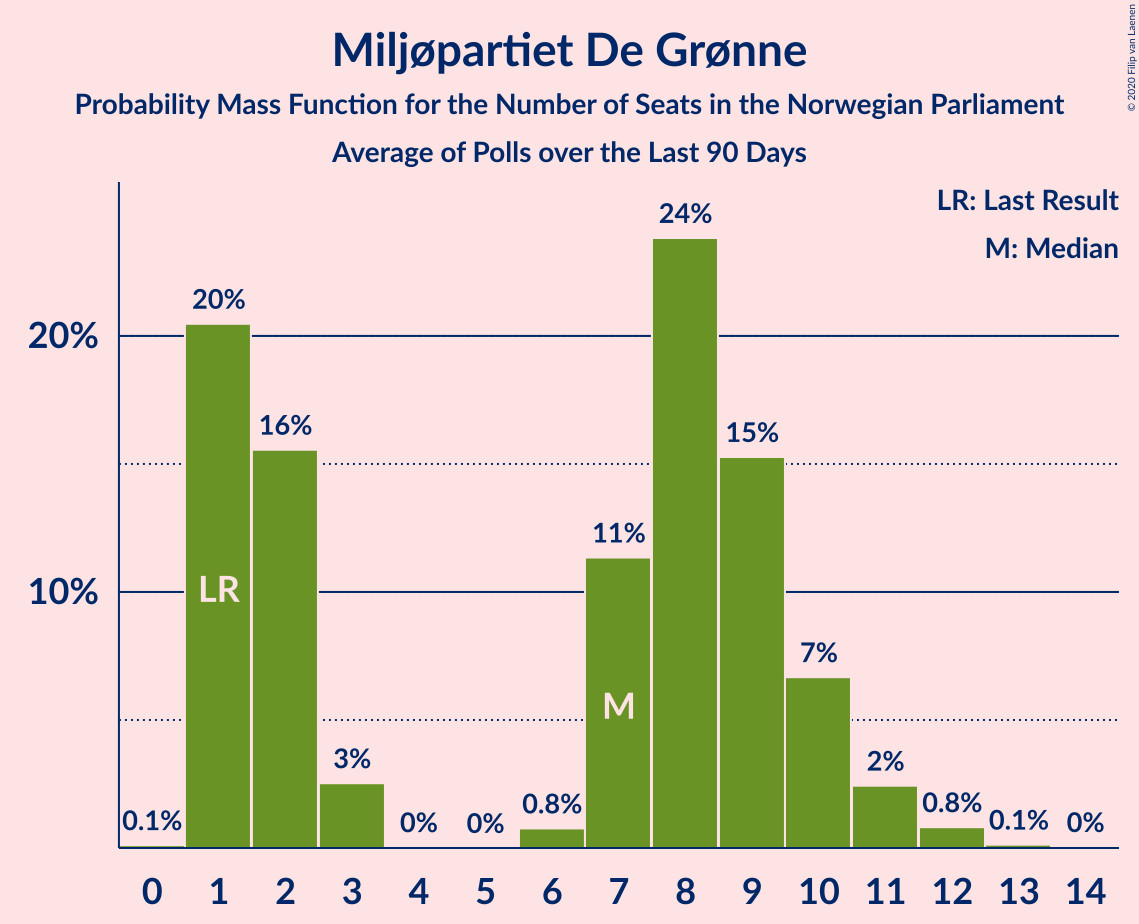 Miljøpartiet De Grønne
Probability Mass Function for the Number of Seats in the Norwegian Parliament
Average of Polls over the Last 90 Days
© 2020 Filip van Laenen
LR: Last Result
M: Median
20%
10%
0.1%
20%
16%
3%
0%
0%
0.8%
11%
24%
15%
7%
2%
0.8%
0.1%
0%
LR
M
0 1 2 3 4 5 6 7 8 9 10 11 12 13 14